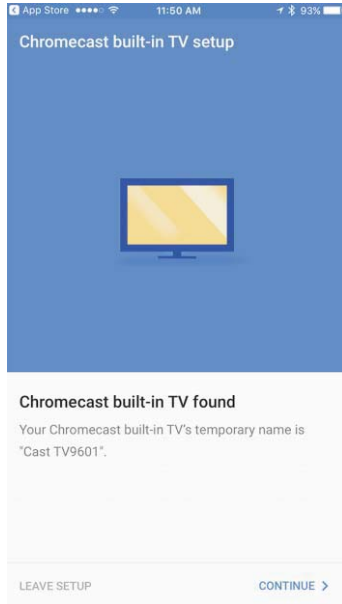 App Store 11:50 AM 93%
Chromecast built-in TV setup
Chromecast built-in TV found
Your Chromecast built-in TV's temporary name is
"Cast TV9601".
LEAVE SETUP CONTINUE